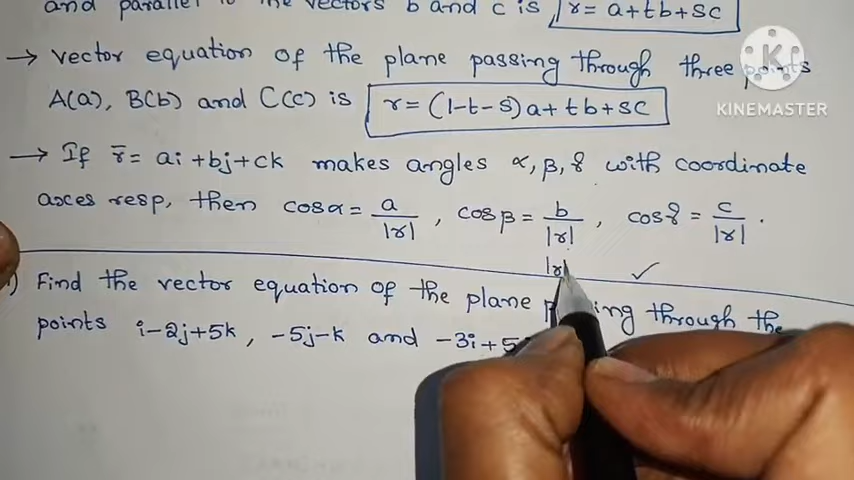 and parallel to the vectors b and c is r = a+tb+sc
→ vector equation of the plane passing through three points
A(a), B(b) and C(c) is r = (1-t-s)a+tb+sc
KINEMASTER
→ If r̄ = ai+bj+ck makes angles α, β, γ with coordinate
axes resp, then cosα = a/|r| , cosβ = b/|r| , cosγ = c/|r| .
|r| ✓
Find the vector equation of the plane through the
points i-2j+5k, -5j-k and -3i+5